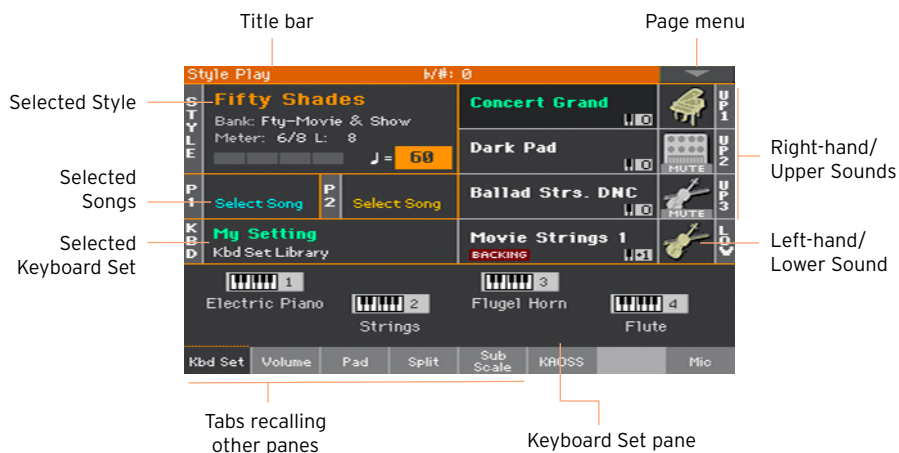 Title bar
Page menu
Style Play ♭/#: 0
Selected Style
STYLE
Fifty Shades
Bank: Fty-Movie & Show
Meter: 6/8 L: 8
♩= 60
Concert Grand
0
UP1
Dark Pad
0
MUTE
UP2
Right-hand/
Upper Sounds
Selected
Songs
P1
Select Song
P2
Select Song
Ballad Strs. DNC
0
MUTE
UP3
Selected
Keyboard Set
KBD
My Setting
Kbd Set Library
Movie Strings 1
BACKING
+1
LOW
Left-hand/
Lower Sound
1
Electric Piano
2
Strings
3
Flugel Horn
4
Flute
Kbd Set
Volume
Pad
Split
Sub
Scale
KAOSS
Mic
Tabs recalling
other panes
Keyboard Set pane